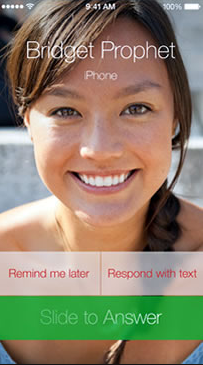 9:41 AM 100%
Bridget Prophet
iPhone
Remind me later Respond with text
Slide to Answer